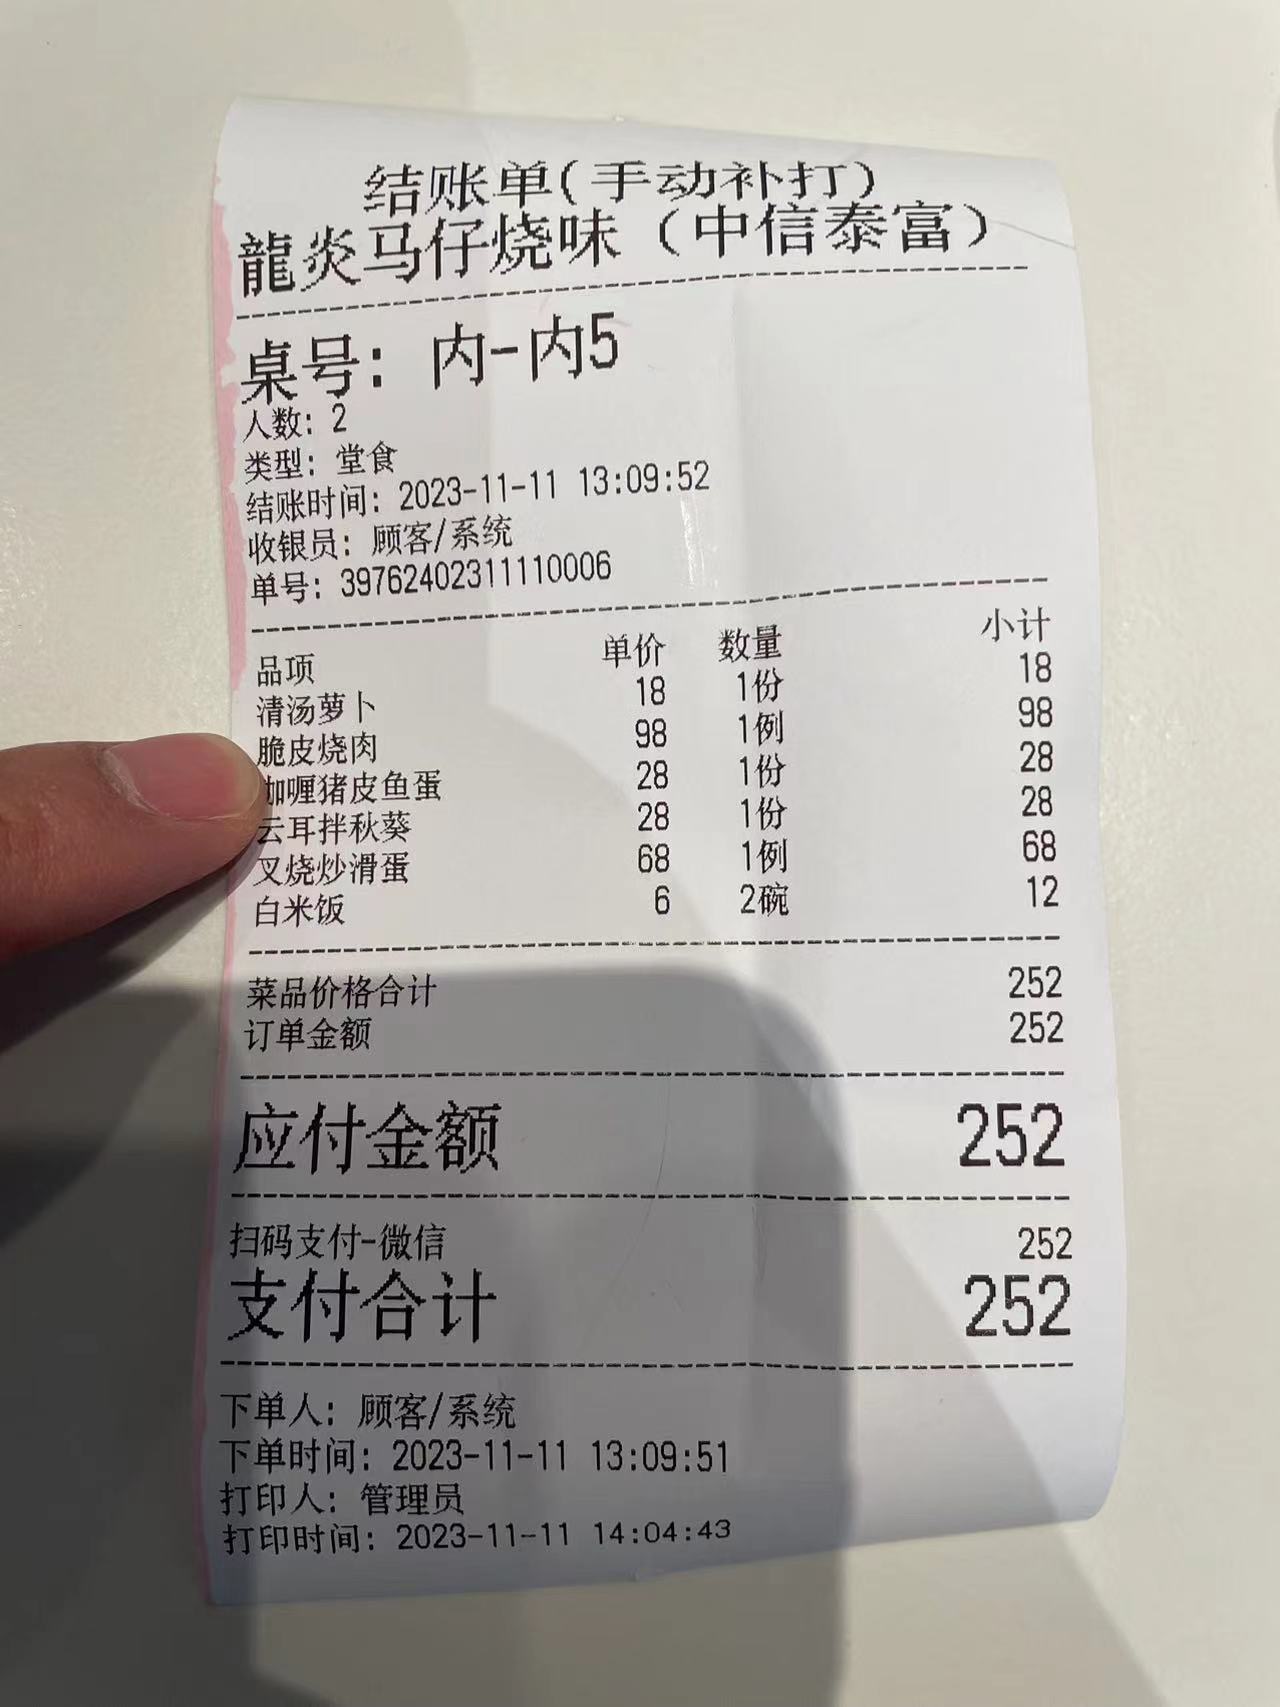 结账单(手动补打)
龍炎马仔烧味（中信泰富）
桌号: 内-内5
人数: 2
类型: 堂食
结账时间: 2023-11-11 13:09:52
收银员: 顾客/系统
单号: 39762402311110006
品项 单价 数量 小计
清汤萝卜 18 1份 18
脆皮烧肉 98 1例 98
咖喱猪皮鱼蛋 28 1份 28
云耳拌秋葵 28 1份 28
叉烧炒滑蛋 68 1例 68
白米饭 6 2碗 12
菜品价格合计 252
订单金额 252
应付金额 252
扫码支付-微信 252
支付合计 252
下单人: 顾客/系统
下单时间: 2023-11-11 13:09:51
打印人: 管理员
打印时间: 2023-11-11 14:04:43